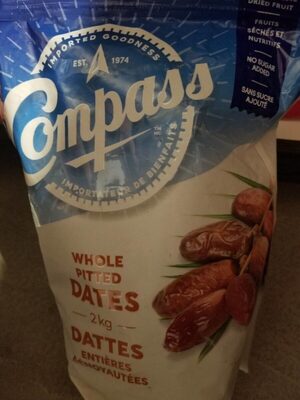 DRIED FRUIT
FRUITS
SÉCHÉS ET
NUTRITIFS
NO SUGAR
ADDED
SANS SUCRE
AJOUTÉ
IMPORTED GOODNESS
EST. 1974
Compass
IMPORTATEUR DE BIENFAITS
WHOLE
PITTED
DATES
2kg
DATTES
ENTIÈRES
DÉNOYAUTÉES